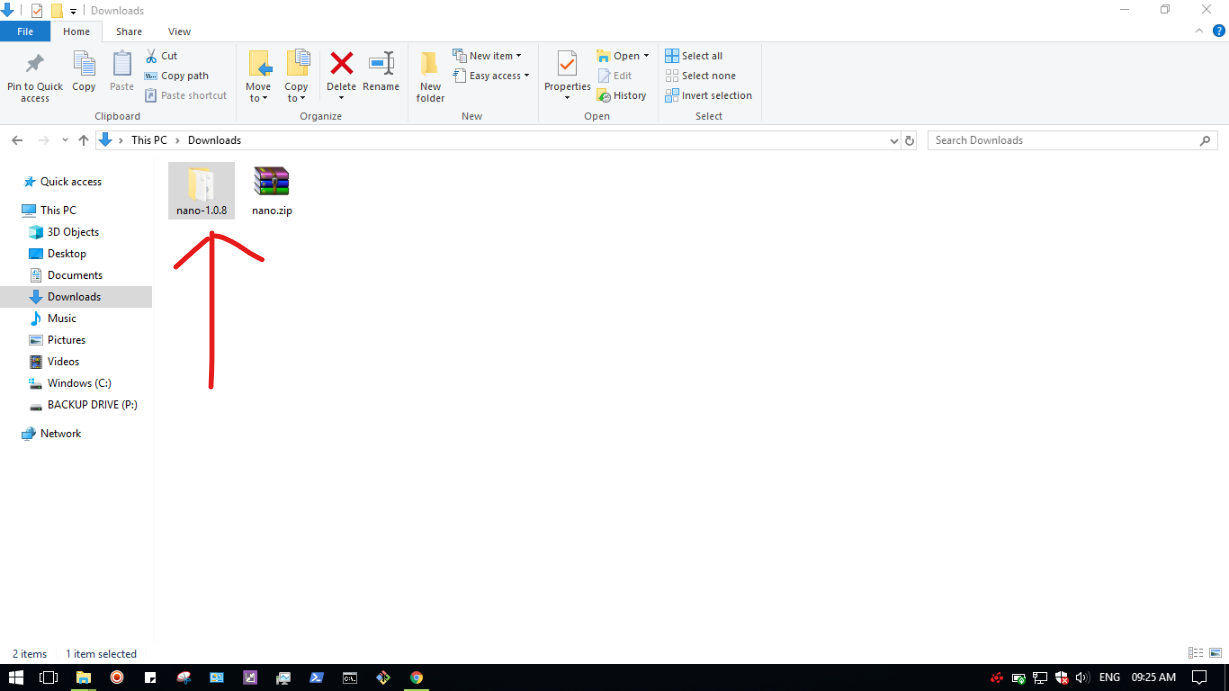 Downloads
File Home Share View
Pin to Quick access
Copy
Paste
Cut
Copy path
Paste shortcut
Clipboard
Move to
Copy to
Delete
Rename
Organize
New folder
New item
Easy access
New
Properties
Open
Edit
History
Open
Select all
Select none
Invert selection
Select
This PC Downloads
Search Downloads
Quick access
This PC
3D Objects
Desktop
Documents
Downloads
Music
Pictures
Videos
Windows (C:)
BACKUP DRIVE (P:)
Network
nano-1.0.8
nano.zip
2 items 1 item selected
ENG 09:25 AM